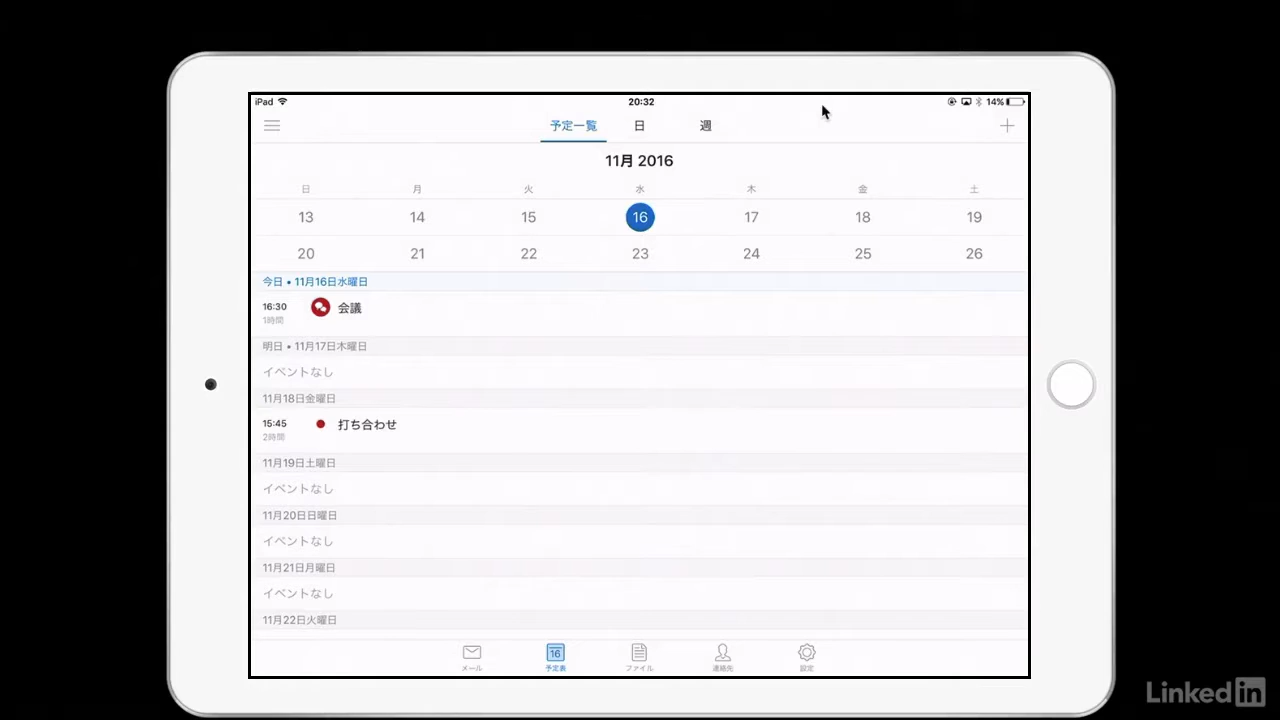 iPad 20:32 14%
予定一覧 日 週
11月 2016
日 月 火 水 木 金 土
13 14 15 16 17 18 19
20 21 22 23 24 25 26
今日 • 11月16日水曜日
16:30 会議
1時間
明日 • 11月17日木曜日
イベントなし
11月18日金曜日
15:45 打ち合わせ
2時間
11月19日土曜日
イベントなし
11月20日日曜日
イベントなし
11月21日月曜日
イベントなし
11月22日火曜日
16
メール 予定表 ファイル 連絡先 設定
LinkedIn